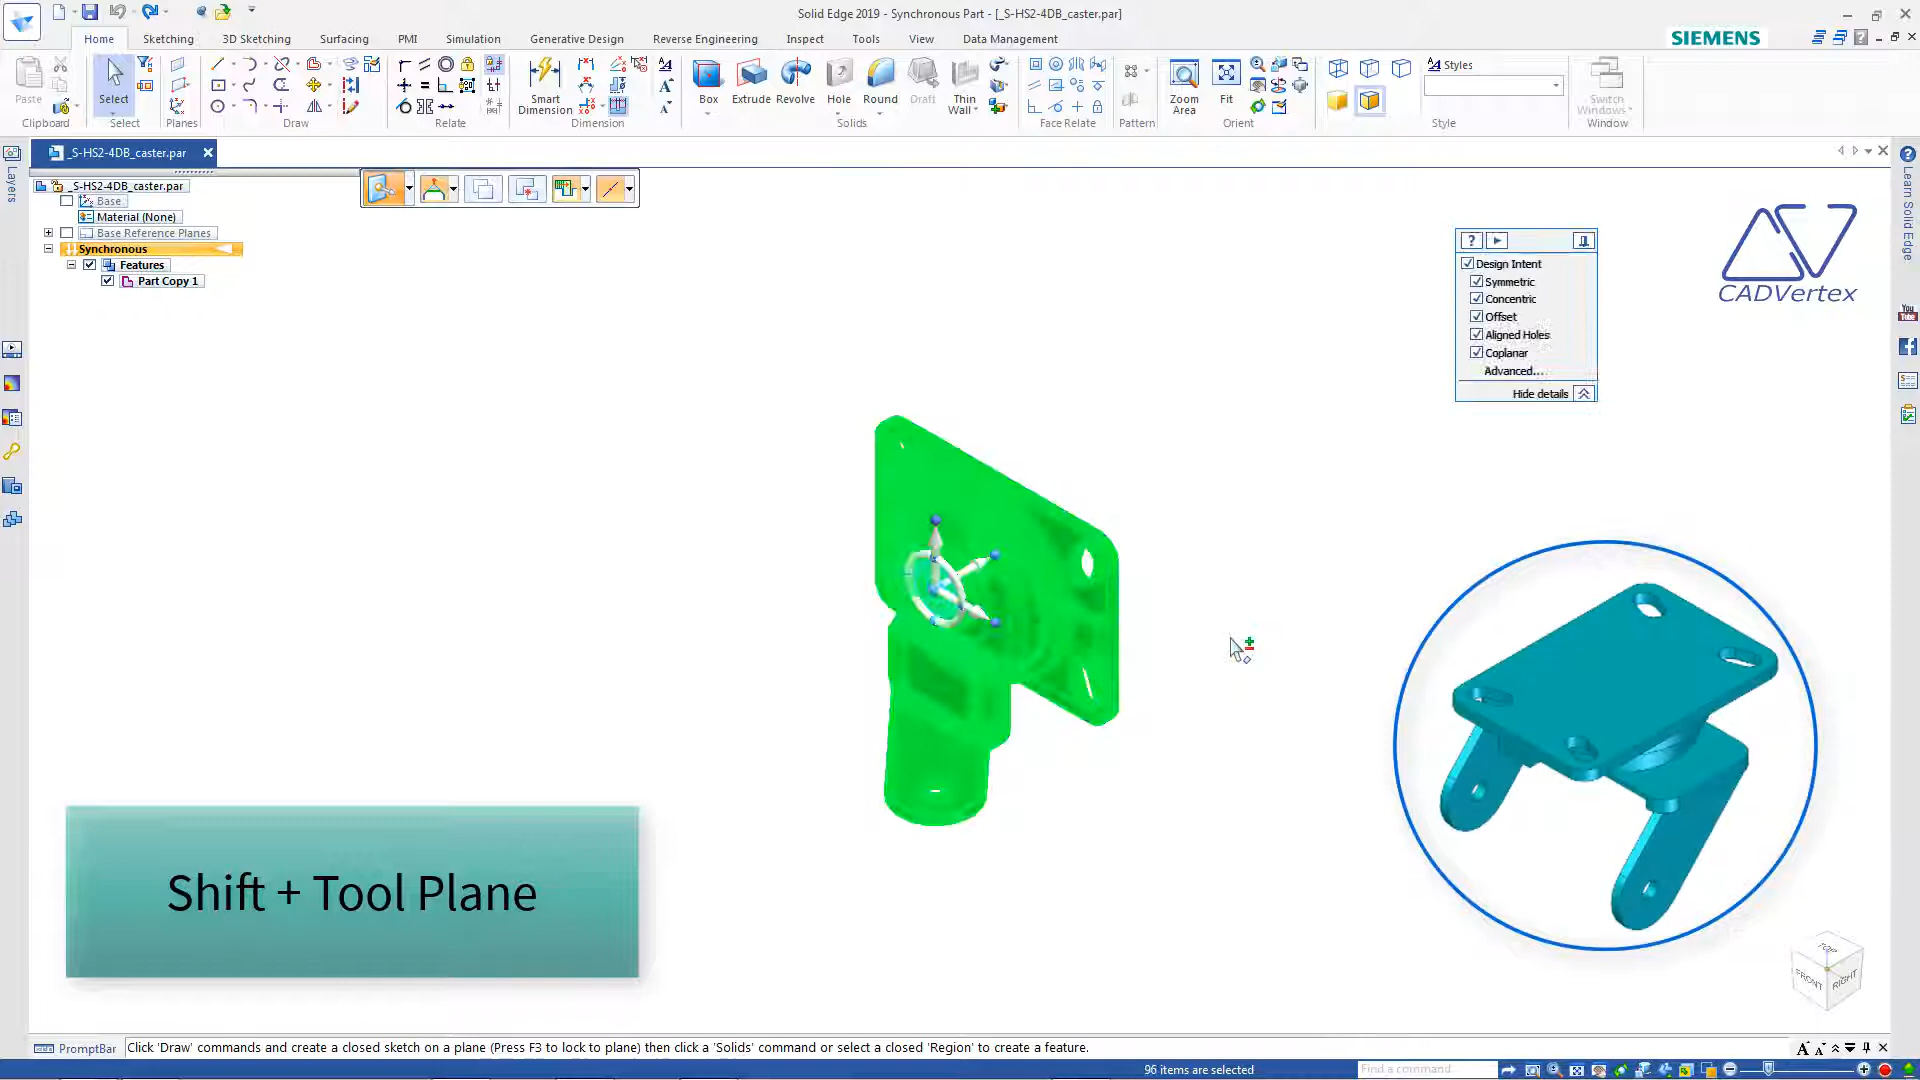 Solid Edge 2019 - Synchronous Part - [_S-HS2-4DB_caster.par]
Home Sketching 3D Sketching Surfacing PMI Simulation Generative Design Reverse Engineering Inspect Tools View Data Management
SIEMENS
Paste
Clipboard
Select
Select
Planes
Draw
Relate
Smart Dimension
Dimension
Box Extrude Revolve Hole Round Draft Thin Wall
Solids
Face Relate
Pattern
Zoom Area
Fit
Orient
Styles
Style
Switch Windows
Window
_S-HS2-4DB_caster.par
Layers
_S-HS2-4DB_caster.par
Base
Material (None)
Base Reference Planes
Synchronous
Features
Part Copy 1
Design Intent
Symmetric
Concentric
Offset
Aligned Holes
Coplanar
Advanced...
Hide details
CADVertex
Learn Solid Edge
You Tube
Shift + Tool Plane
TOP
FRONT
RIGHT
PromptBar
Click 'Draw' commands and create a closed sketch on a plane (Press F3 to lock to plane) then click a 'Solids' command or select a closed 'Region' to create a feature.
96 items are selected
Find a command